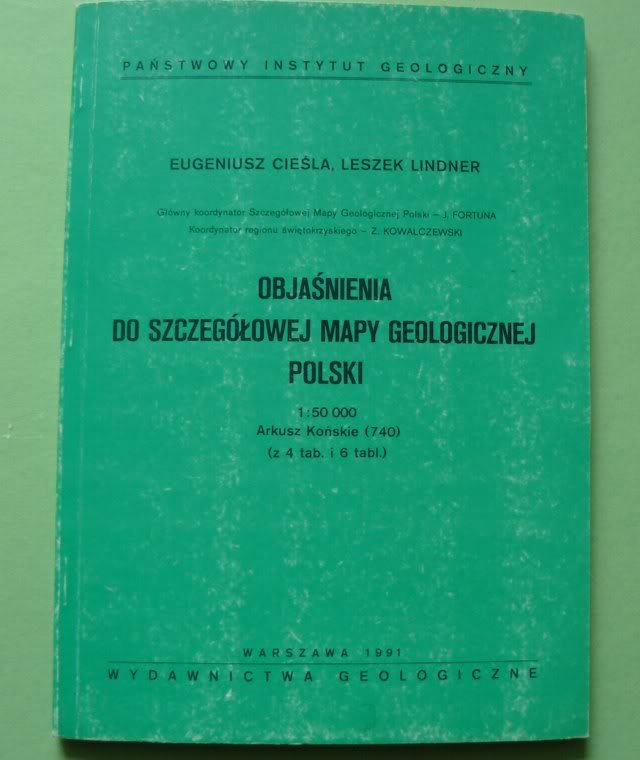 PAŃSTWOWY INSTYTUT GEOLOGICZNY
EUGENIUSZ CIEŚLA, LESZEK LINDNER
Główny koordynator Szczegółowej Mapy Geologicznej Polski – J. FORTUNA
Koordynator regionu świętokrzyskiego – Z. KOWALCZEWSKI
OBJAŚNIENIA
DO SZCZEGÓŁOWEJ MAPY GEOLOGICZNEJ
POLSKI
1:50 000
Arkusz Końskie (740)
(z 4 tab. i 6 tabl.)
WARSZAWA 1991
WYDAWNICTWA GEOLOGICZNE